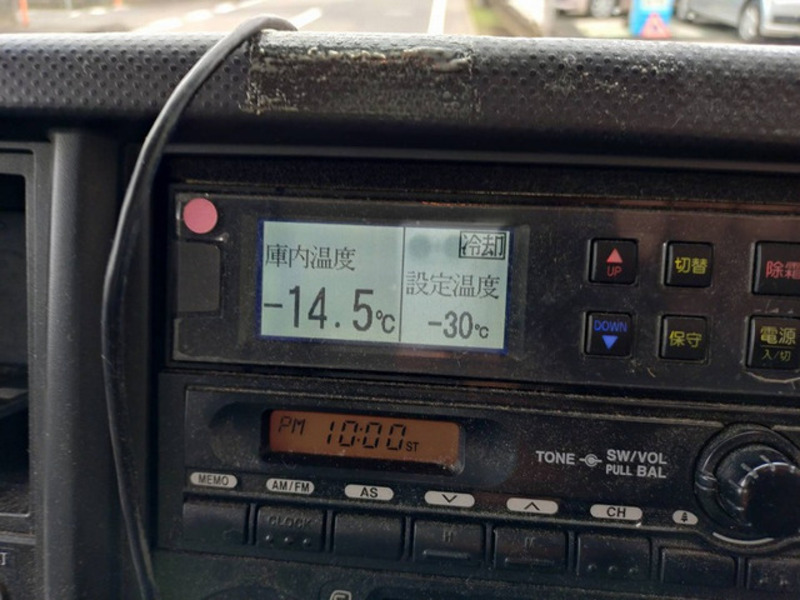 庫内温度
-14.5℃
冷却
設定温度
-30℃
UP
切替
除霜
DOWN
保守
電源
入/切
PM 10:00 ST
TONE SW/VOL
PULL BAL
MEMO
AM/FM
AS
CH
CLOCK